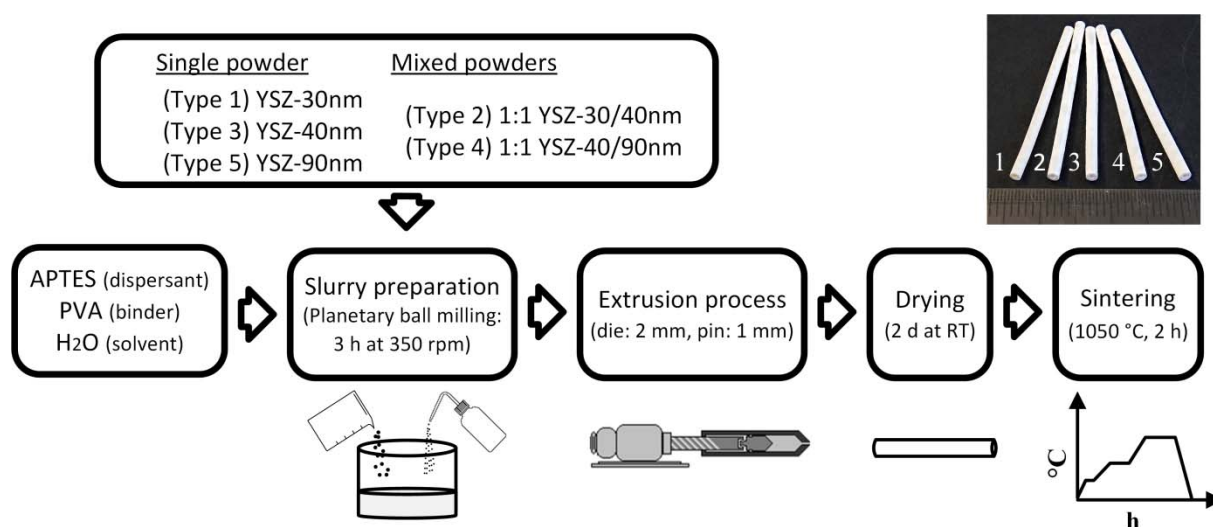 Single powder
(Type 1) YSZ-30nm
(Type 3) YSZ-40nm
(Type 5) YSZ-90nm
Mixed powders
(Type 2) 1:1 YSZ-30/40nm
(Type 4) 1:1 YSZ-40/90nm
1 2 3 4 5
APTES (dispersant)
PVA (binder)
H2O (solvent)
Slurry preparation
(Planetary ball milling:
3 h at 350 rpm)
Extrusion process
(die: 2 mm, pin: 1 mm)
Drying
(2 d at RT)
Sintering
(1050 °C, 2 h)
°C
h